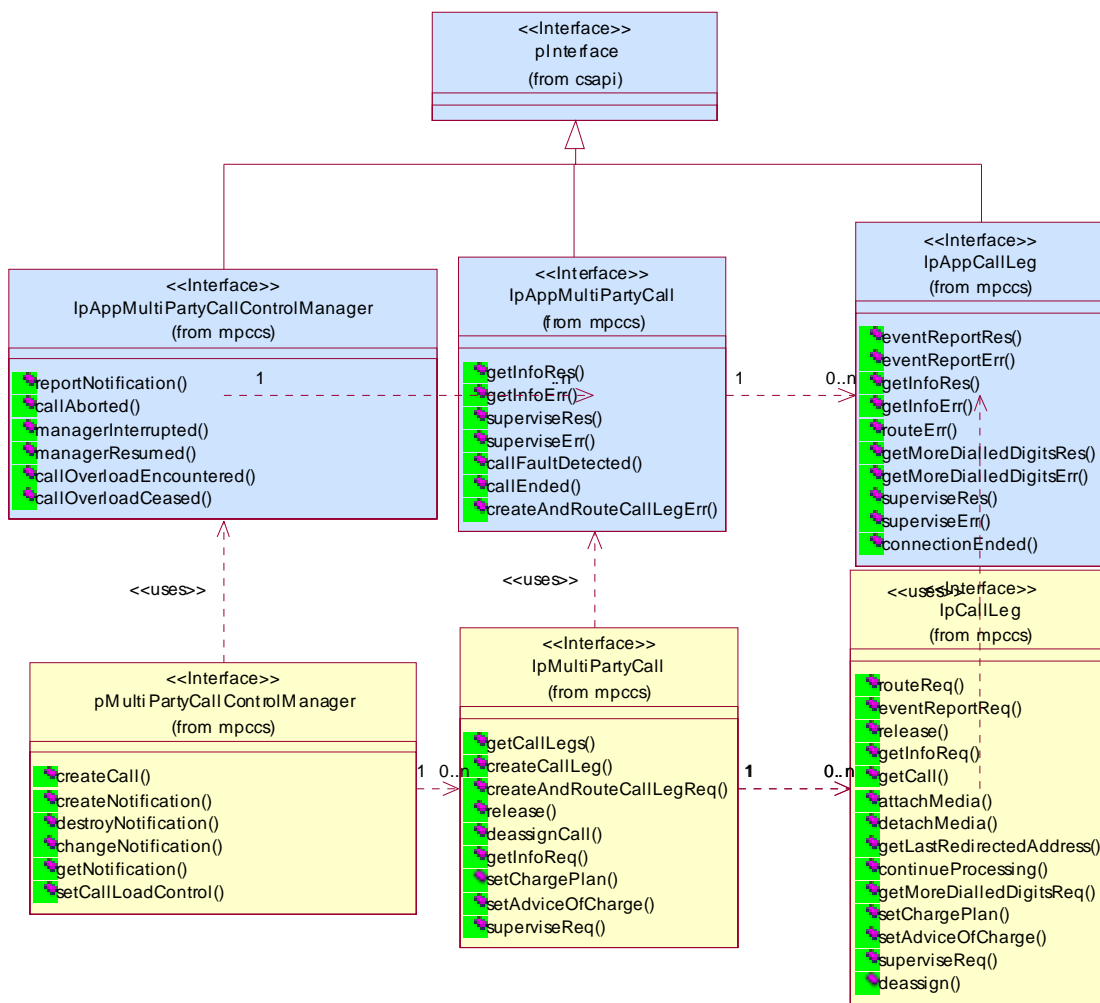 <<Interface>>
pInterface
(from csapi)
<<Interface>>
IpAppMultiPartyCallControlManager
(from mpccs)
reportNotification()
callAborted()
managerInterrupted()
managerResumed()
callOverloadEncountered()
callOverloadCeased()
1
<<Interface>>
IpAppMultiPartyCall
(from mpccs)
getInfoRes()
getInfoErr()
superviseRes()
superviseErr()
callFaultDetected()
callEnded()
createAndRouteCallLegErr()
..n
1
0..n
<<Interface>>
IpAppCallLeg
(from mpccs)
eventReportRes()
eventReportErr()
getInfoRes()
getInfoErr()
routeErr()
getMoreDialledDigitsRes()
getMoreDialledDigitsErr()
superviseRes()
superviseErr()
connectionEnded()
<<uses>>
<<uses>>
<<uses>>
<<Interface>>
pMultiPartyCallControlManager
(from mpccs)
createCall()
createNotification()
destroyNotification()
changeNotification()
getNotification()
setCallLoadControl()
1
0..n
<<Interface>>
IpMultiPartyCall
(from mpccs)
getCallLegs()
createCallLeg()
createAndRouteCallLegReq()
release()
deassignCall()
getInfoReq()
setChargePlan()
setAdviceOfCharge()
superviseReq()
1
0..n
<<Interface>>
IpCallLeg
(from mpccs)
routeReq()
eventReportReq()
release()
getInfoReq()
getCall()
attachMedia()
detachMedia()
getLastRedirectedAddress()
continueProcessing()
getMoreDialledDigitsReq()
setChargePlan()
setAdviceOfCharge()
superviseReq()
deassign()